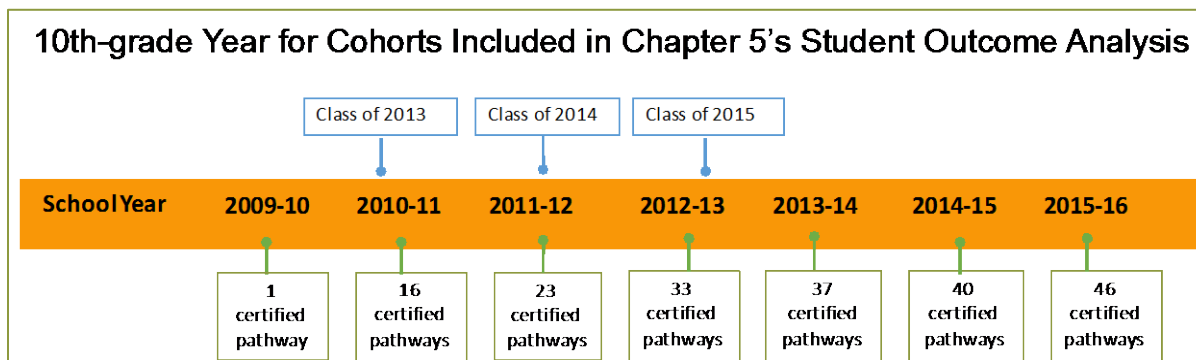 10th-grade Year for Cohorts Included in Chapter 5's Student Outcome Analysis
Class of 2013
Class of 2014
Class of 2015
School Year 2009-10 2010-11 2011-12 2012-13 2013-14 2014-15 2015-16
1
certified
pathway
16
certified
pathways
23
certified
pathways
33
certified
pathways
37
certified
pathways
40
certified
pathways
46
certified
pathways